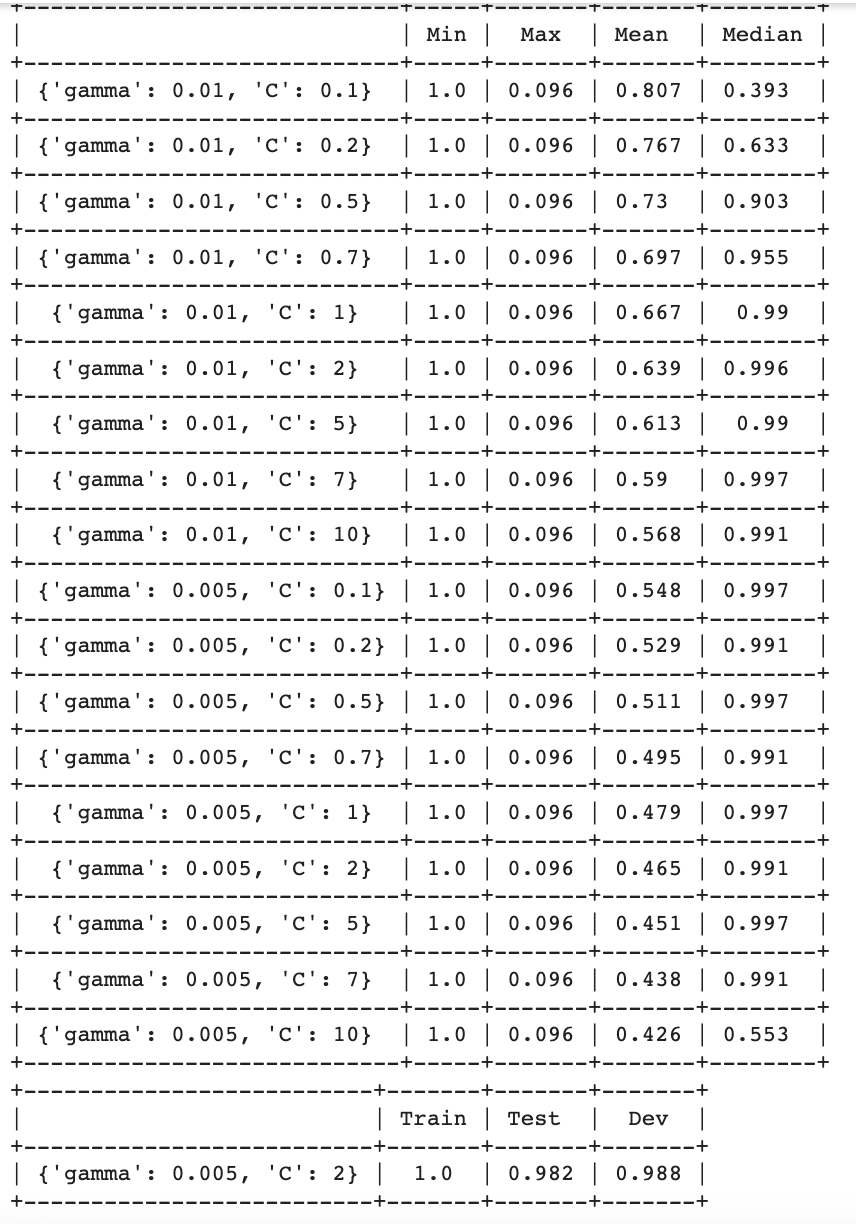 | | Min | Max | Mean | Median |
| {'gamma': 0.01, 'C': 0.1} | 1.0 | 0.096 | 0.807 | 0.393 |
| {'gamma': 0.01, 'C': 0.2} | 1.0 | 0.096 | 0.767 | 0.633 |
| {'gamma': 0.01, 'C': 0.5} | 1.0 | 0.096 | 0.73 | 0.903 |
| {'gamma': 0.01, 'C': 0.7} | 1.0 | 0.096 | 0.697 | 0.955 |
| {'gamma': 0.01, 'C': 1} | 1.0 | 0.096 | 0.667 | 0.99 |
| {'gamma': 0.01, 'C': 2} | 1.0 | 0.096 | 0.639 | 0.996 |
| {'gamma': 0.01, 'C': 5} | 1.0 | 0.096 | 0.613 | 0.99 |
| {'gamma': 0.01, 'C': 7} | 1.0 | 0.096 | 0.59 | 0.997 |
| {'gamma': 0.01, 'C': 10} | 1.0 | 0.096 | 0.568 | 0.991 |
| {'gamma': 0.005, 'C': 0.1} | 1.0 | 0.096 | 0.548 | 0.997 |
| {'gamma': 0.005, 'C': 0.2} | 1.0 | 0.096 | 0.529 | 0.991 |
| {'gamma': 0.005, 'C': 0.5} | 1.0 | 0.096 | 0.511 | 0.997 |
| {'gamma': 0.005, 'C': 0.7} | 1.0 | 0.096 | 0.495 | 0.991 |
| {'gamma': 0.005, 'C': 1} | 1.0 | 0.096 | 0.479 | 0.997 |
| {'gamma': 0.005, 'C': 2} | 1.0 | 0.096 | 0.465 | 0.991 |
| {'gamma': 0.005, 'C': 5} | 1.0 | 0.096 | 0.451 | 0.997 |
| {'gamma': 0.005, 'C': 7} | 1.0 | 0.096 | 0.438 | 0.991 |
| {'gamma': 0.005, 'C': 10} | 1.0 | 0.096 | 0.426 | 0.553 |
| | Train | Test | Dev |
| {'gamma': 0.005, 'C': 2} | 1.0 | 0.982 | 0.988 |